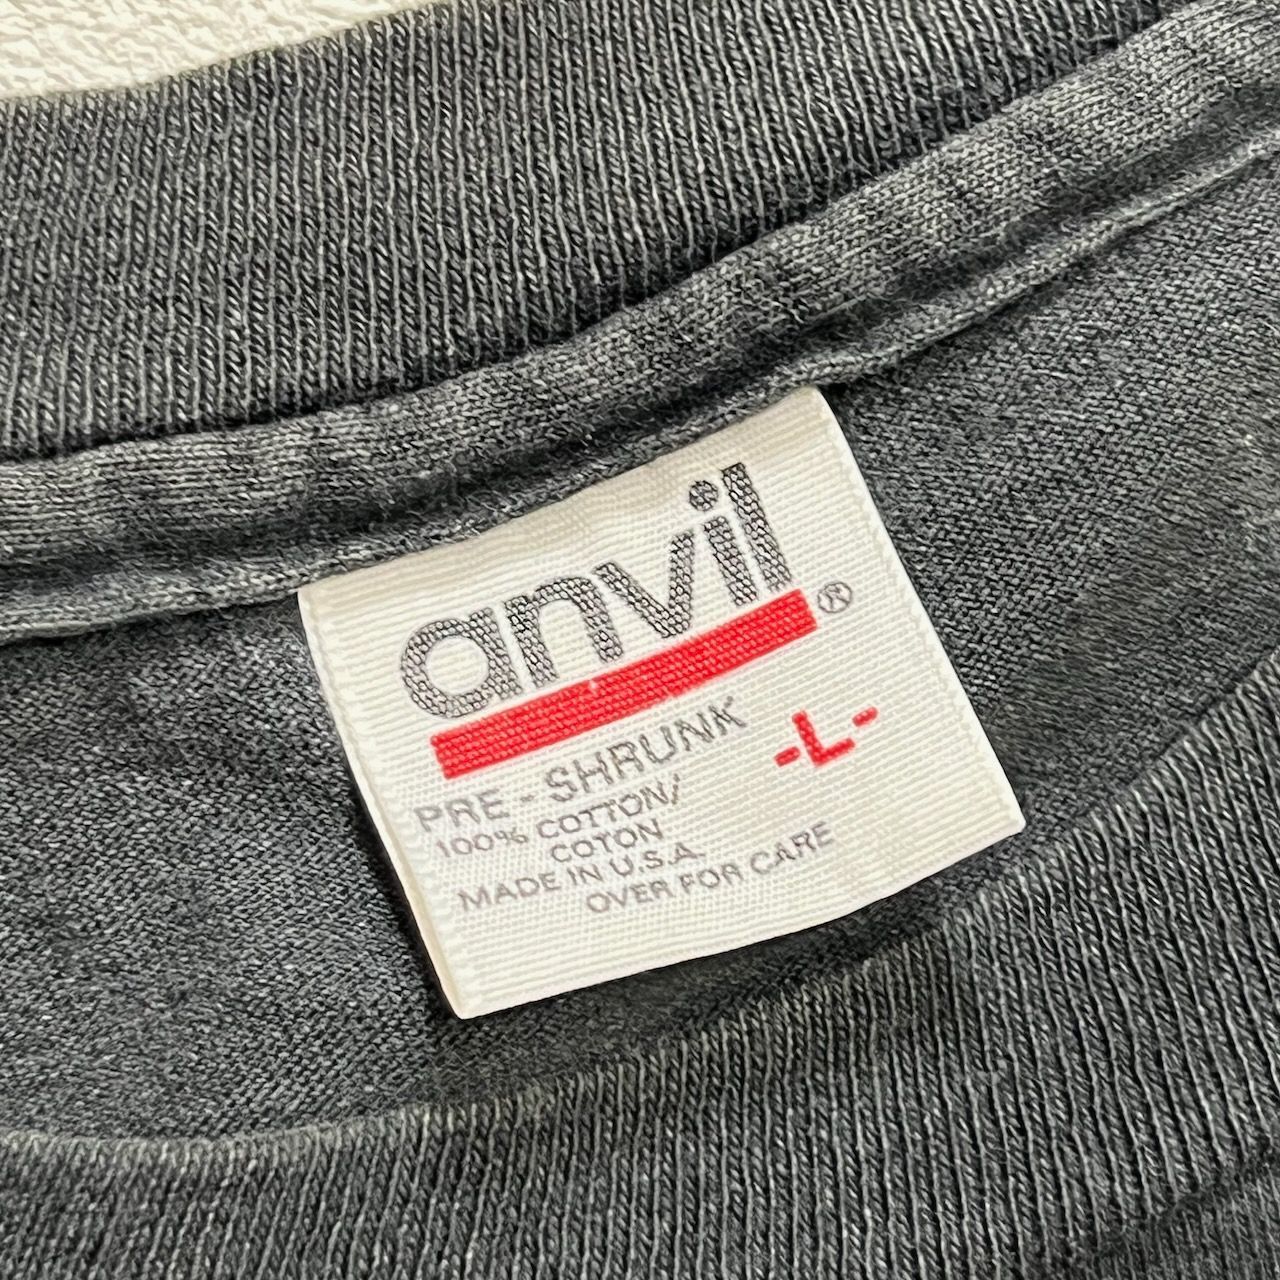 anvil®
PRE-SHRUNK -L-
100% COTTON/
COTON
MADE IN U.S.A.
OVER FOR CARE